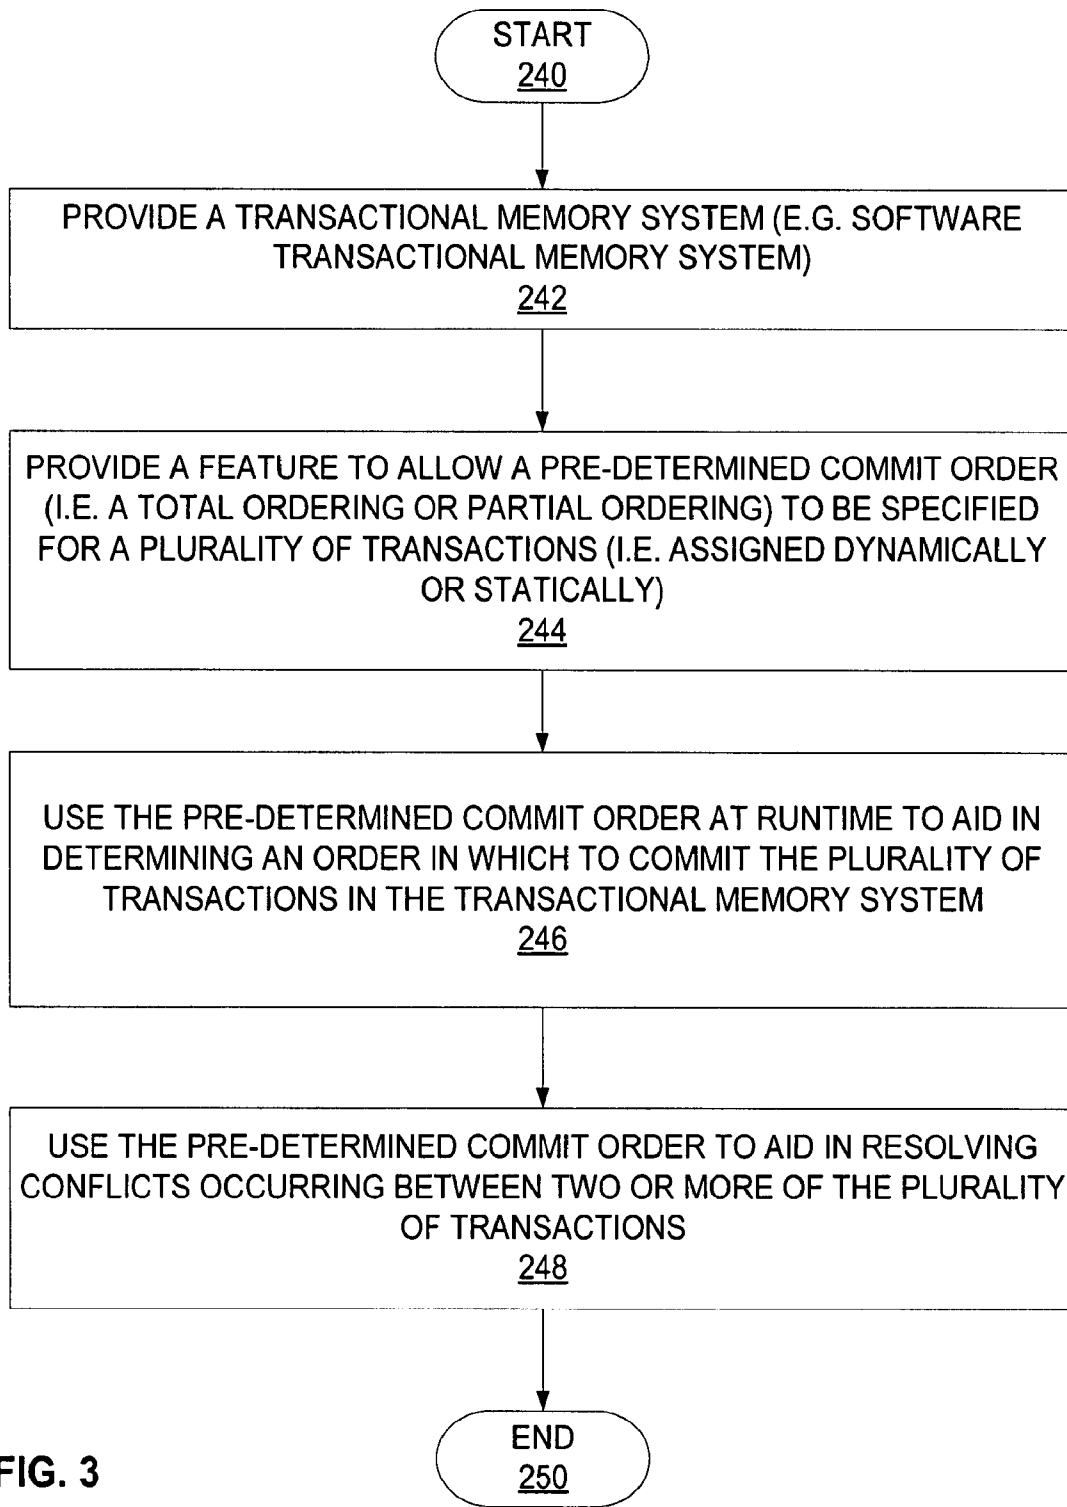 START
240
PROVIDE A TRANSACTIONAL MEMORY SYSTEM (E.G. SOFTWARE
TRANSACTIONAL MEMORY SYSTEM)
242
PROVIDE A FEATURE TO ALLOW A PRE-DETERMINED COMMIT ORDER
(I.E. A TOTAL ORDERING OR PARTIAL ORDERING) TO BE SPECIFIED
FOR A PLURALITY OF TRANSACTIONS (I.E. ASSIGNED DYNAMICALLY
OR STATICALLY)
244
USE THE PRE-DETERMINED COMMIT ORDER AT RUNTIME TO AID IN
DETERMINING AN ORDER IN WHICH TO COMMIT THE PLURALITY OF
TRANSACTIONS IN THE TRANSACTIONAL MEMORY SYSTEM
246
USE THE PRE-DETERMINED COMMIT ORDER TO AID IN RESOLVING
CONFLICTS OCCURRING BETWEEN TWO OR MORE OF THE PLURALITY
OF TRANSACTIONS
248
END
250
FIG. 3